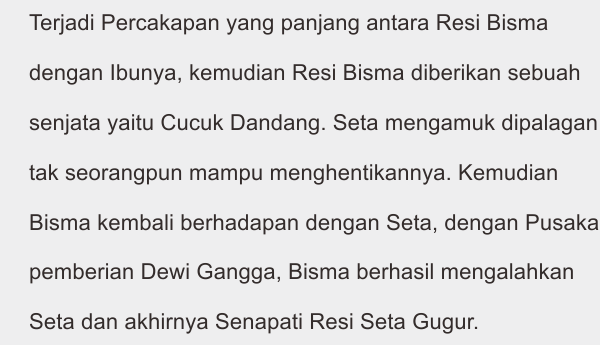 Terjadi Percakapan yang panjang antara Resi Bisma
dengan Ibunya, kemudian Resi Bisma diberikan sebuah
senjata yaitu Cucuk Dandang. Seta mengamuk dipalagan
tak seorangpun mampu menghentikannya. Kemudian
Bisma kembali berhadapan dengan Seta, dengan Pusaka
pemberian Dewi Gangga, Bisma berhasil mengalahkan
Seta dan akhirnya Senapati Resi Seta Gugur.